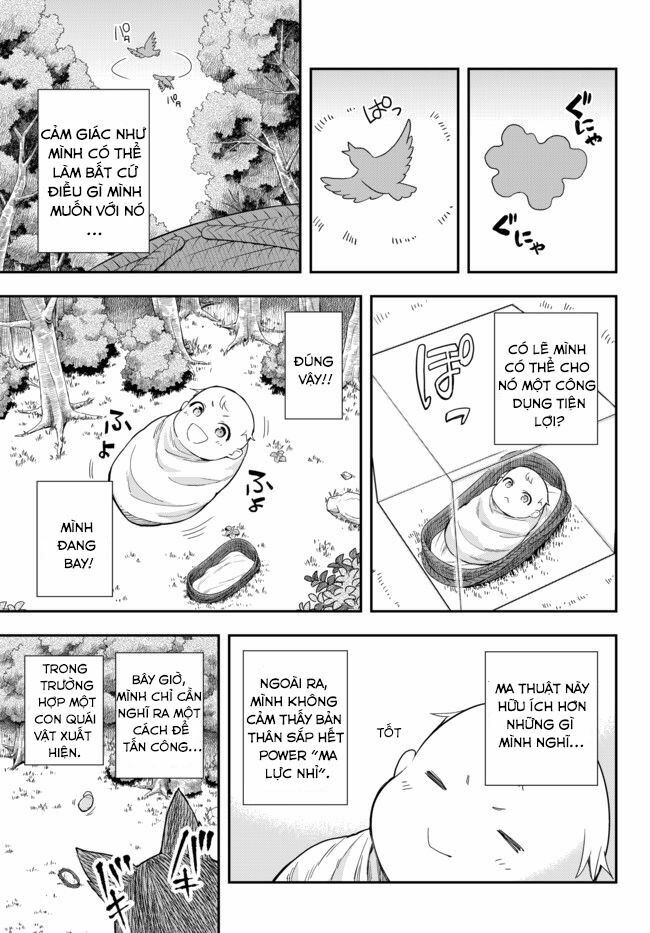 ぐにゃ
ぐにゃ
ぱっ
パタ
パタ
CẢM GIÁC NHƯ
MÌNH CÓ THỂ
LÀM BẤT CỨ
ĐIỀU GÌ MÌNH
MUỐN VỚI NÓ
...
CÓ LẼ MÌNH
CÓ THỂ CHO
NÓ MỘT CÔNG
DỤNG TIỆN
LỢI?
ぽっ
ĐÚNG
VẬY!!
ふよ
ふよ
MÌNH
ĐANG
BAY!
MA THUẬT NÀY
HỮU ÍCH HƠN
NHỮNG GÌ
MÌNH NGHĨ...
TỐT
NGOÀI RA,
MÌNH KHÔNG
CẢM THẤY BẢN
THÂN SẮP HẾT
POWER “MA
LỰC NHỈ”.
BÂY GIỜ,
MÌNH CHỈ CẦN
NGHĨ RA MỘT
CÁCH ĐỂ
TẤN CÔNG...
TRONG
TRƯỜNG
HỢP MỘT
CON QUÁI
VẬT XUẤT
HIỆN.